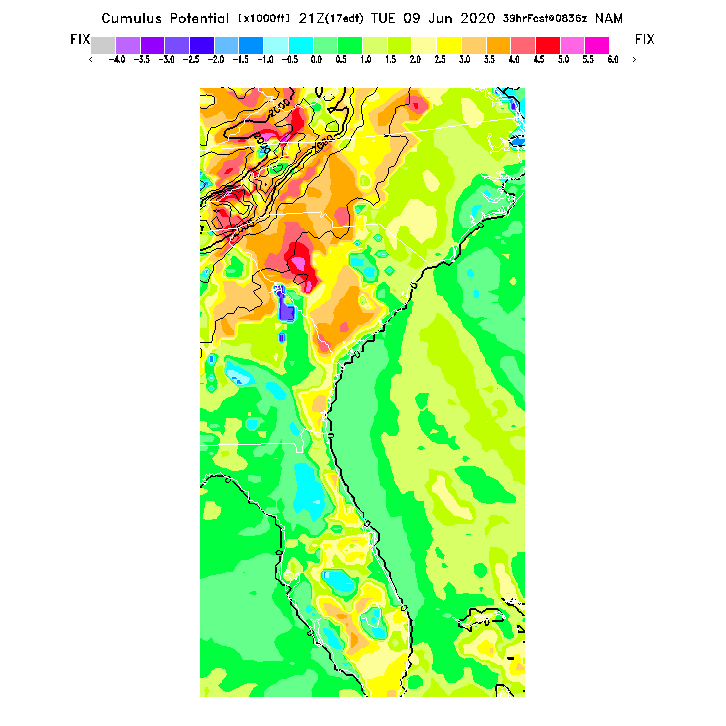 Cumulus Potential [x1000ft] 21Z(17edt) TUE 09 Jun 2020 39hrFcst@0836z NAM
FIX FIX
< -4.0 -3.5 -3.0 -2.5 -2.0 -1.5 -1.0 -0.5 0.0 0.5 1.0 1.5 2.0 2.5 3.0 3.5 4.0 4.5 5.0 5.5 6.0 >
2000